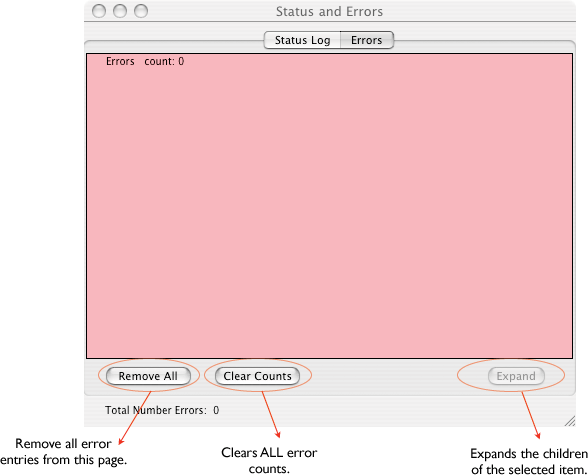 Status and Errors
Status Log Errors
Errors count: 0
Remove All Clear Counts Expand
Total Number Errors: 0
Remove all error
entries from this page.
Clears ALL error
counts.
Expands the children
of the selected item.